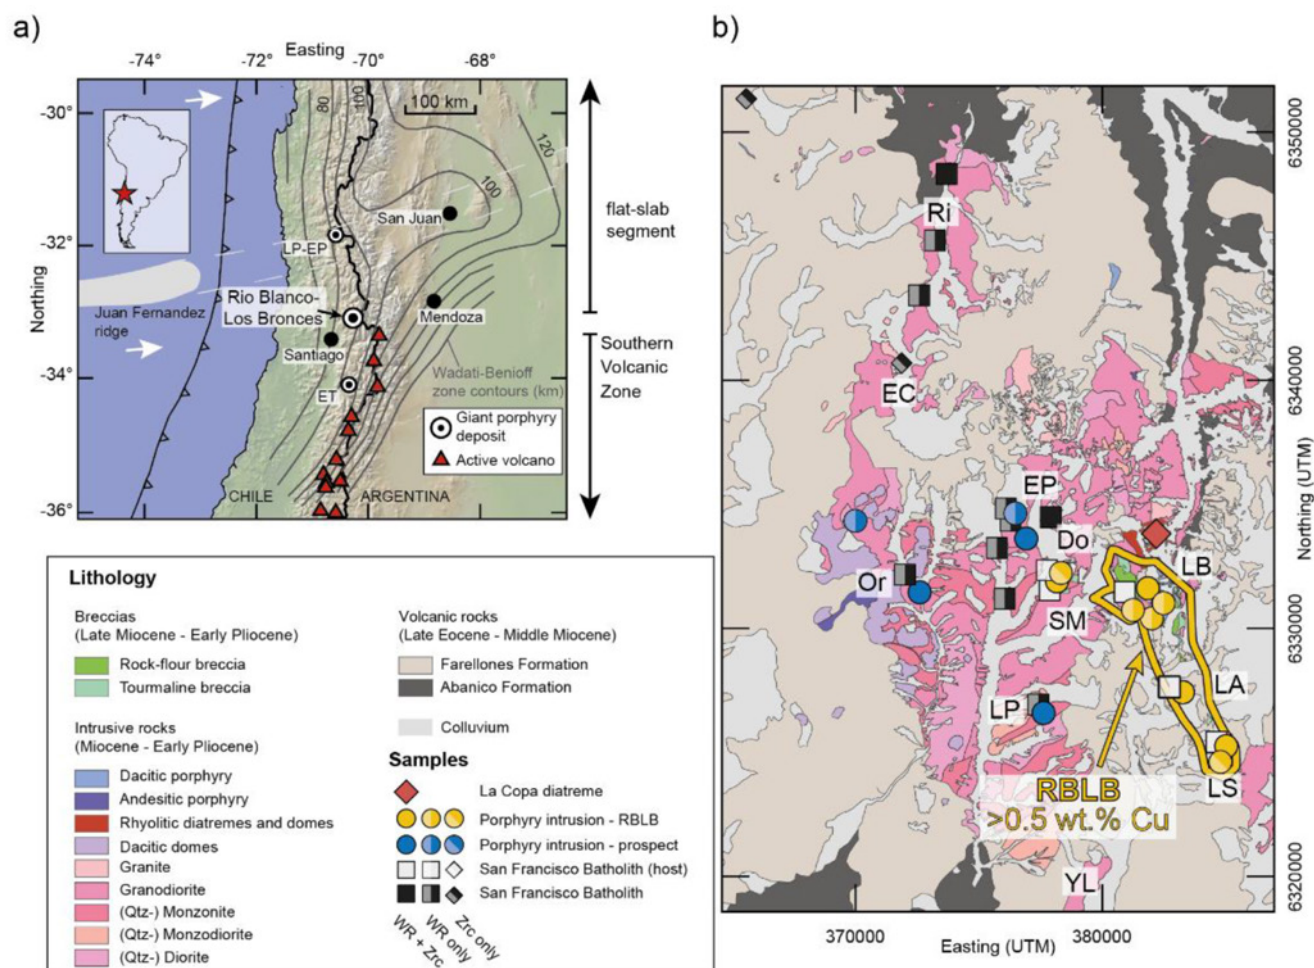 a)
Easting
-74°
-72°
-70°
-68°
-30°
-32°
-34°
-36°
Northing
80
100
100 km
120
100
San Juan
LP-EP
Rio Blanco-
Los Bronces
Juan Fernandez
ridge
Mendoza
Santiago
Wadati-Benioff
zone contours (km)
ET
Giant porphyry
deposit
Active volcano
CHILE
ARGENTINA
flat-slab
segment
Southern
Volcanic
Zone
b)
Ri
EC
EP
Do
Or
LB
SM
LP
LA
LS
RBLB
>0.5 wt.% Cu
YL
6350000
6340000
6330000
6320000
Northing (UTM)
370000
380000
Easting (UTM)
Lithology
Breccias
(Late Miocene - Early Pliocene)
Rock-flour breccia
Tourmaline breccia
Intrusive rocks
(Miocene - Early Pliocene)
Dacitic porphyry
Andesitic porphyry
Rhyolitic diatremes and domes
Dacitic domes
Granite
Granodiorite
(Qtz-) Monzonite
(Qtz-) Monzodiorite
(Qtz-) Diorite
Volcanic rocks
(Late Eocene - Middle Miocene)
Farellones Formation
Abanico Formation
Colluvium
Samples
La Copa diatreme
Porphyry intrusion - RBLB
Porphyry intrusion - prospect
San Francisco Batholith (host)
San Francisco Batholith
WR + Zrc
WR only
Zrc only